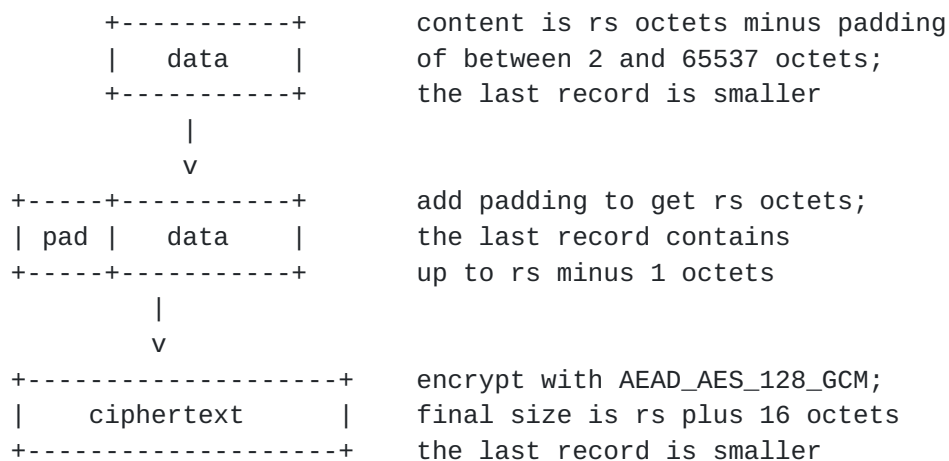 +-----------+       content is rs octets minus padding
      |   data    |       of between 2 and 65537 octets;
      +-----------+       the last record is smaller
           |
           v
+-----+-----------+       add padding to get rs octets;
| pad |   data    |       the last record contains
+-----+-----------+       up to rs minus 1 octets
         |
         v
+--------------------+    encrypt with AEAD_AES_128_GCM;
|    ciphertext      |    final size is rs plus 16 octets
+--------------------+    the last record is smaller